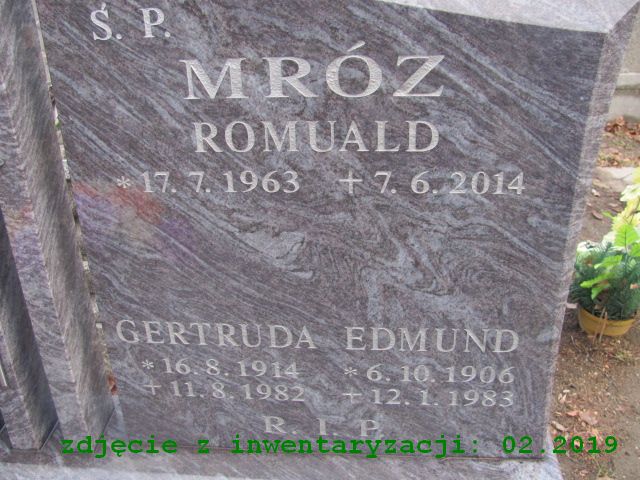 Ś. P.
MRÓZ
ROMUALD
* 17. 7. 1963 + 7. 6. 2014
GERTRUDA EDMUND
* 16. 8. 1914 * 6. 10. 1906
+ 11. 8. 1982 + 12. 1. 1983
R. I. P.
zdjęcie z inwentaryzacji: 02.2019